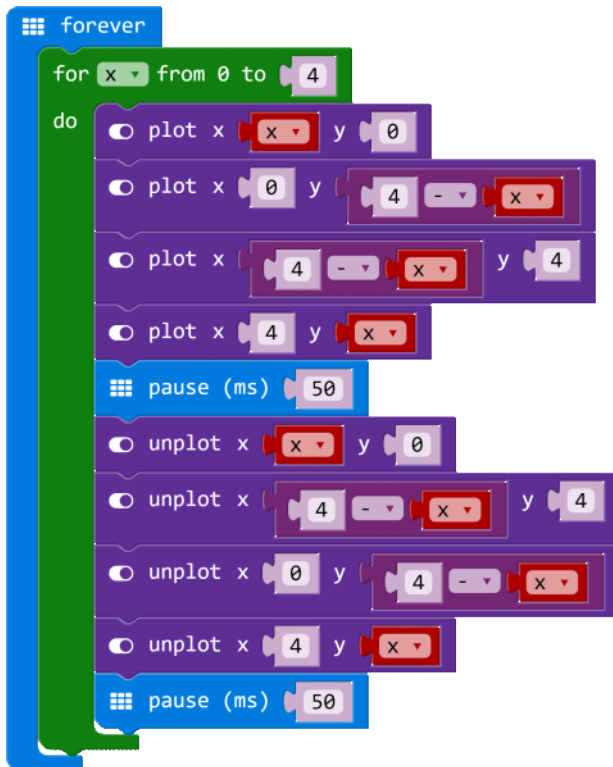 forever
for x from 0 to 4
do
plot x x y 0
plot x 0 y 4 - x
plot x 4 - x y 4
plot x 4 y x
pause (ms) 50
unplot x x y 0
unplot x 4 - x y 4
unplot x 0 y 4 - x
unplot x 4 y x
pause (ms) 50